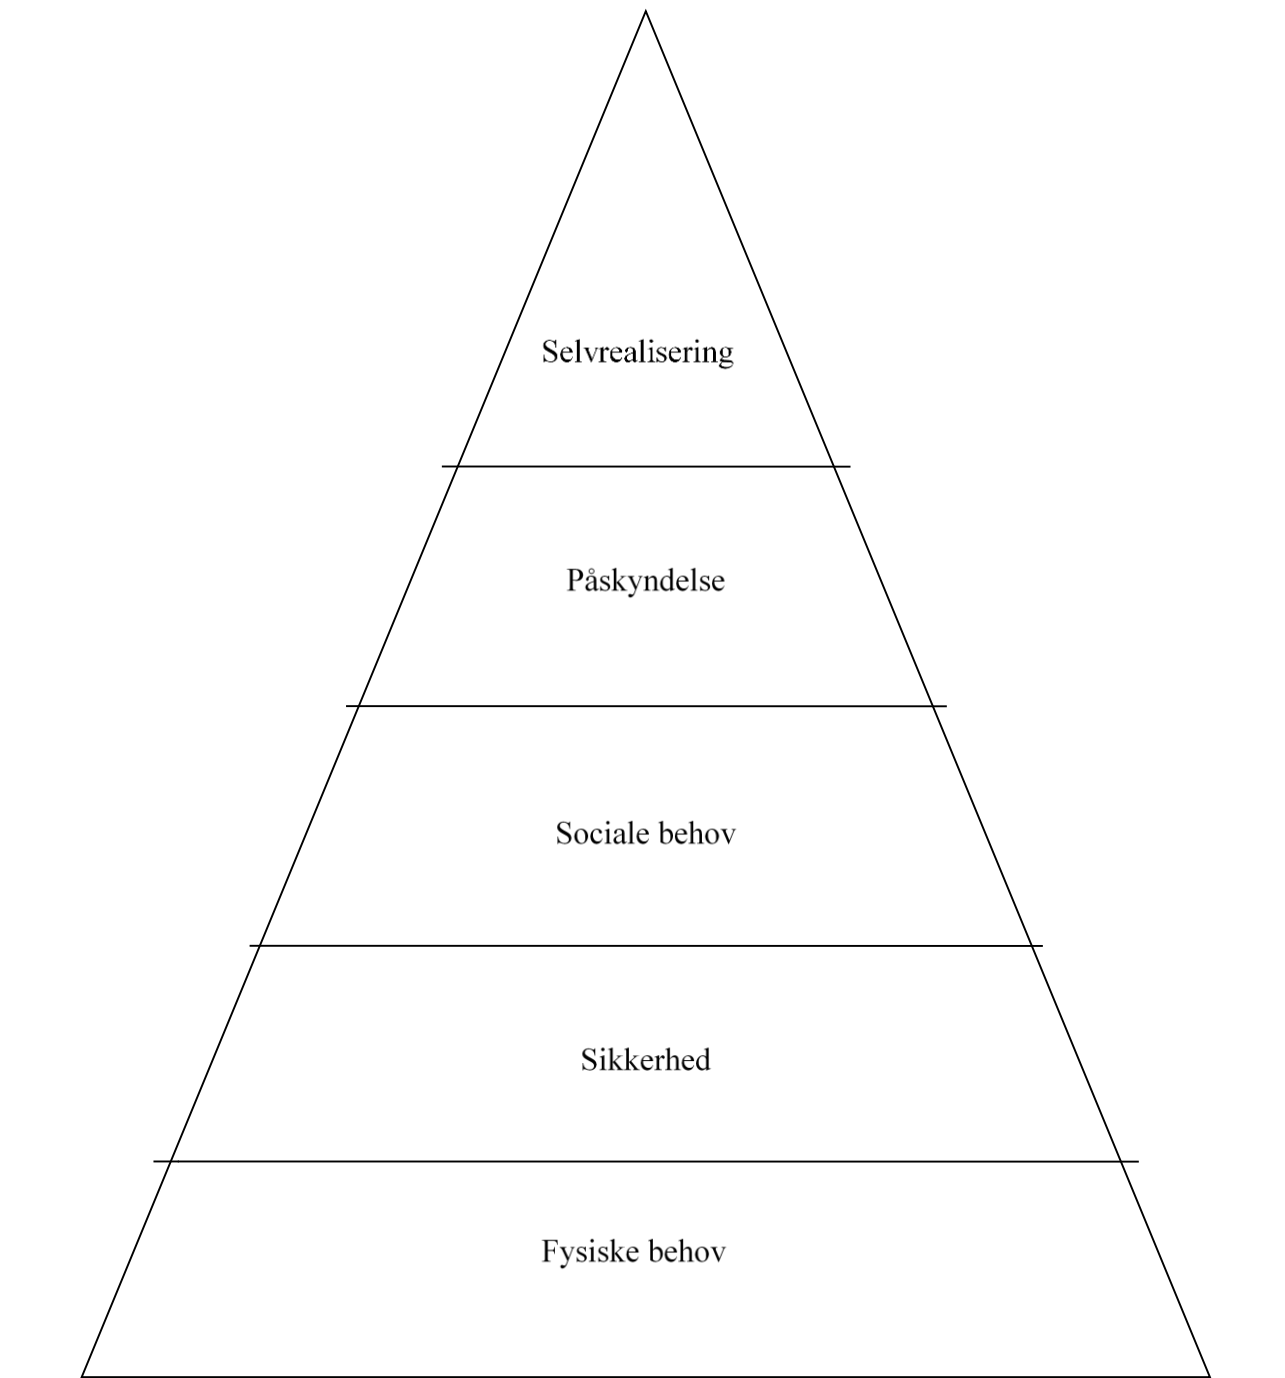 Selvrealisering
Påskyndelse
Sociale behov
Sikkerhed
Fysiske behov